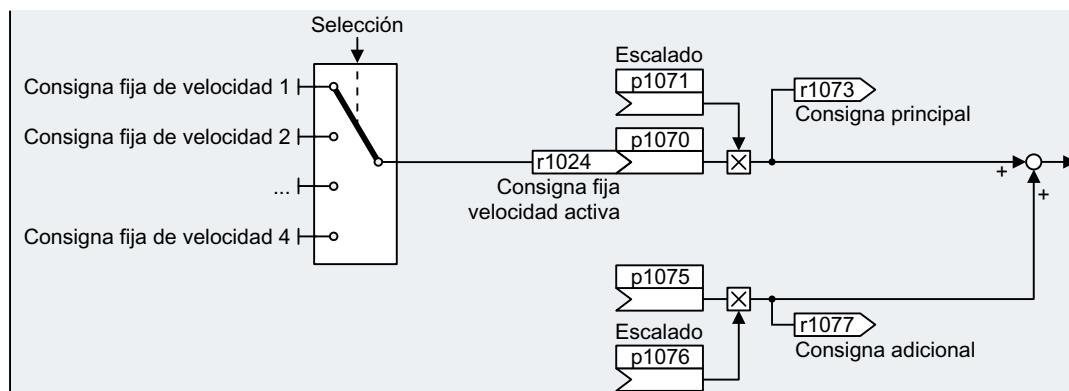 Selección
Consigna fija de velocidad 1
Consigna fija de velocidad 2
...
Consigna fija de velocidad 4
r1024
Consigna fija
velocidad activa
Escalado
p1071
p1070
r1073
Consigna principal
+
+
p1075
Escalado
p1076
r1077
Consigna adicional